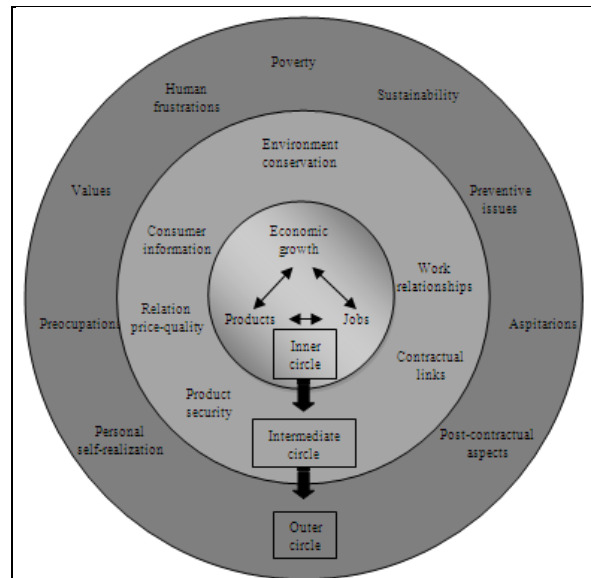 Poverty
Human
frustrations
Sustainability
Environment
conservation
Values
Preventive
issues
Consumer
information
Economic
growth
Work
relationships
Relation
price-quality
Products
Jobs
Preocupations
Aspitarions
Inner
circle
Contractual
links
Product
security
Personal
self-realization
Intermediate
circle
Post-contractual
aspects
Outer
circle